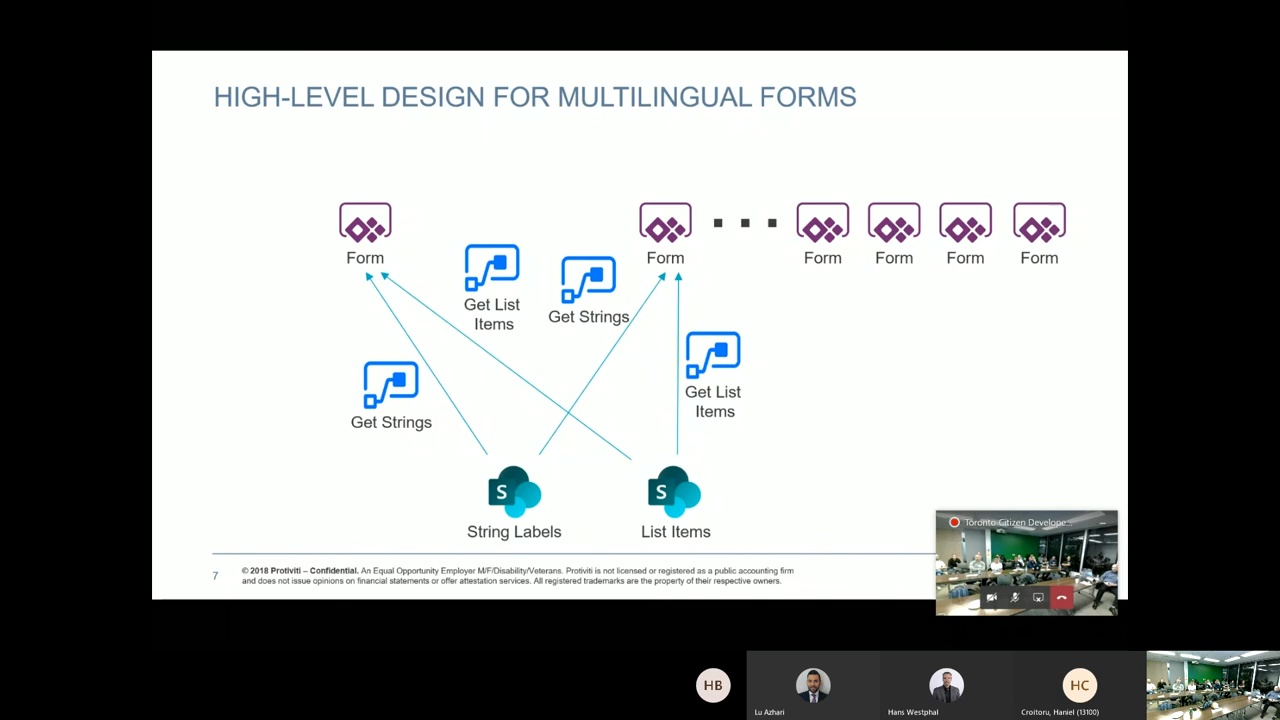 HIGH-LEVEL DESIGN FOR MULTILINGUAL FORMS
Form
Form
Form
Form
Form
Form
Get List
Items
Get Strings
Get List
Items
Get Strings
S
String Labels
S
List Items
7
© 2018 Protiviti – Confidential. An Equal Opportunity Employer M/F/Disability/Veterans. Protiviti is not licensed or registered as a public accounting firm
and does not issue opinions on financial statements or offer attestation services. All registered trademarks are the property of their respective owners.
Toronto Citizen Develope...
HB
Lu Azhari
Hans Westphal
HC
Croitoru, Haniel (13100)